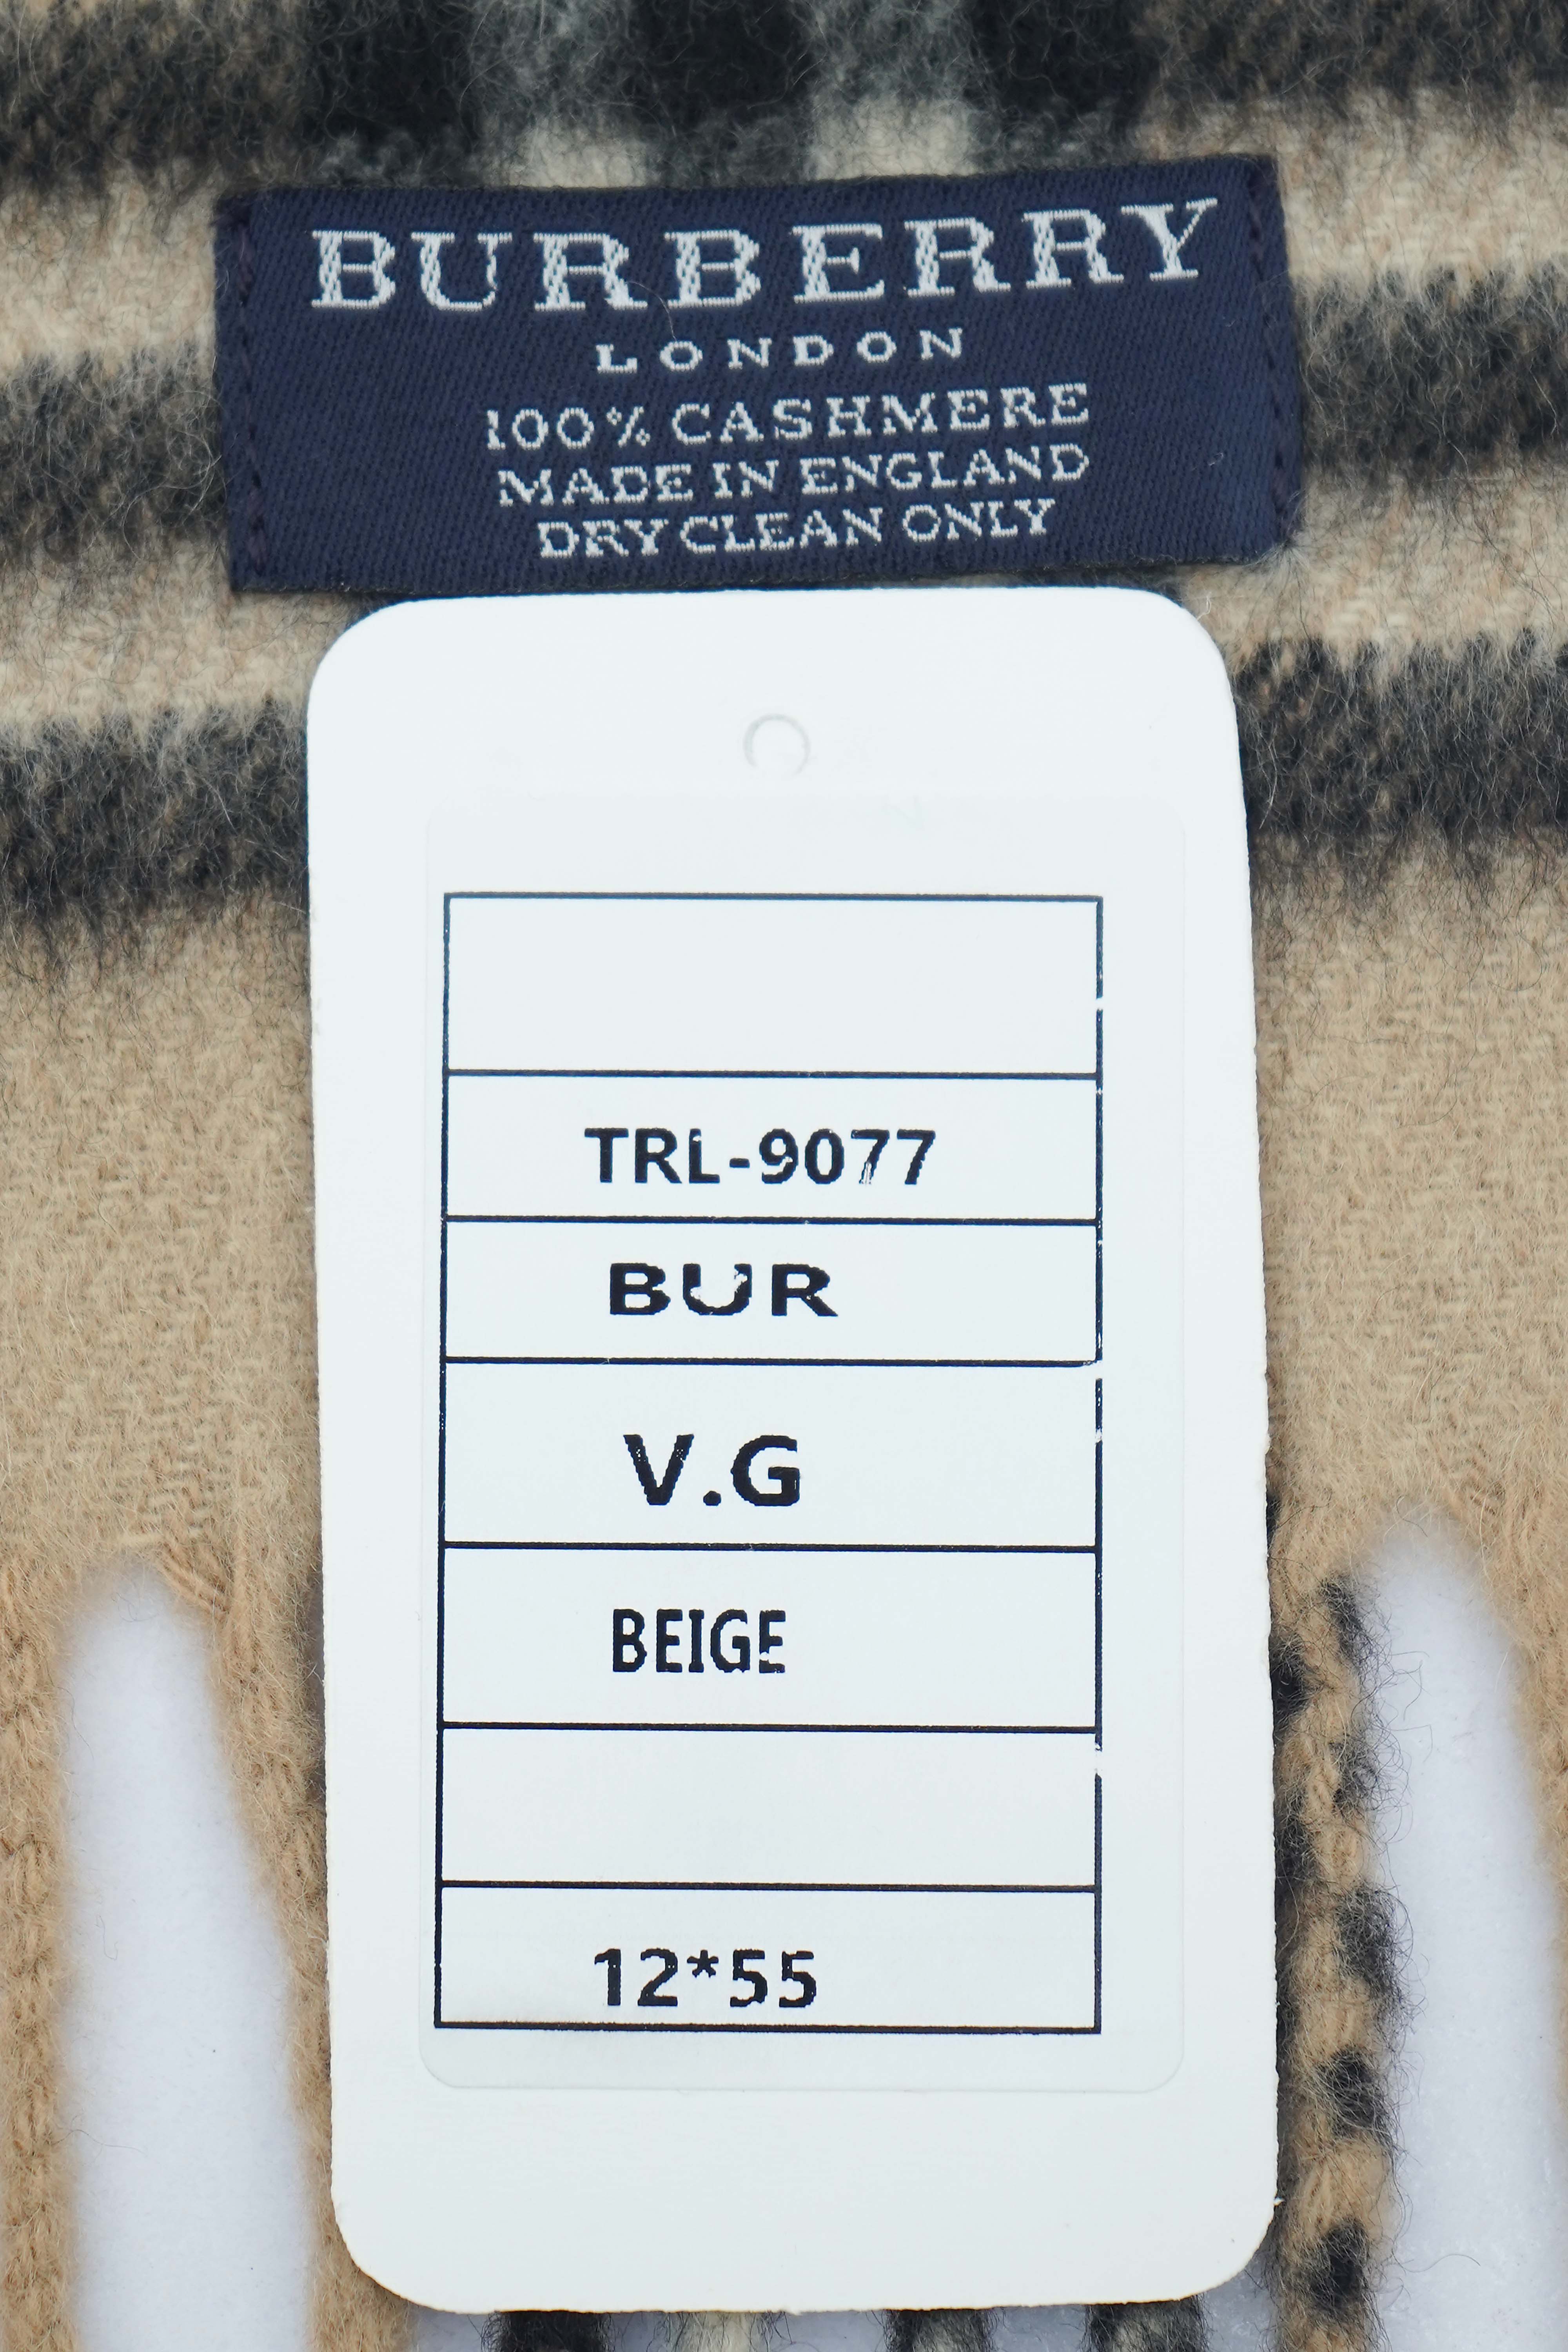 BURBERRY
LONDON
100% CASHMERE
MADE IN ENGLAND
DRY CLEAN ONLY
TRL-9077
BUR
V.G
BEIGE
12*55